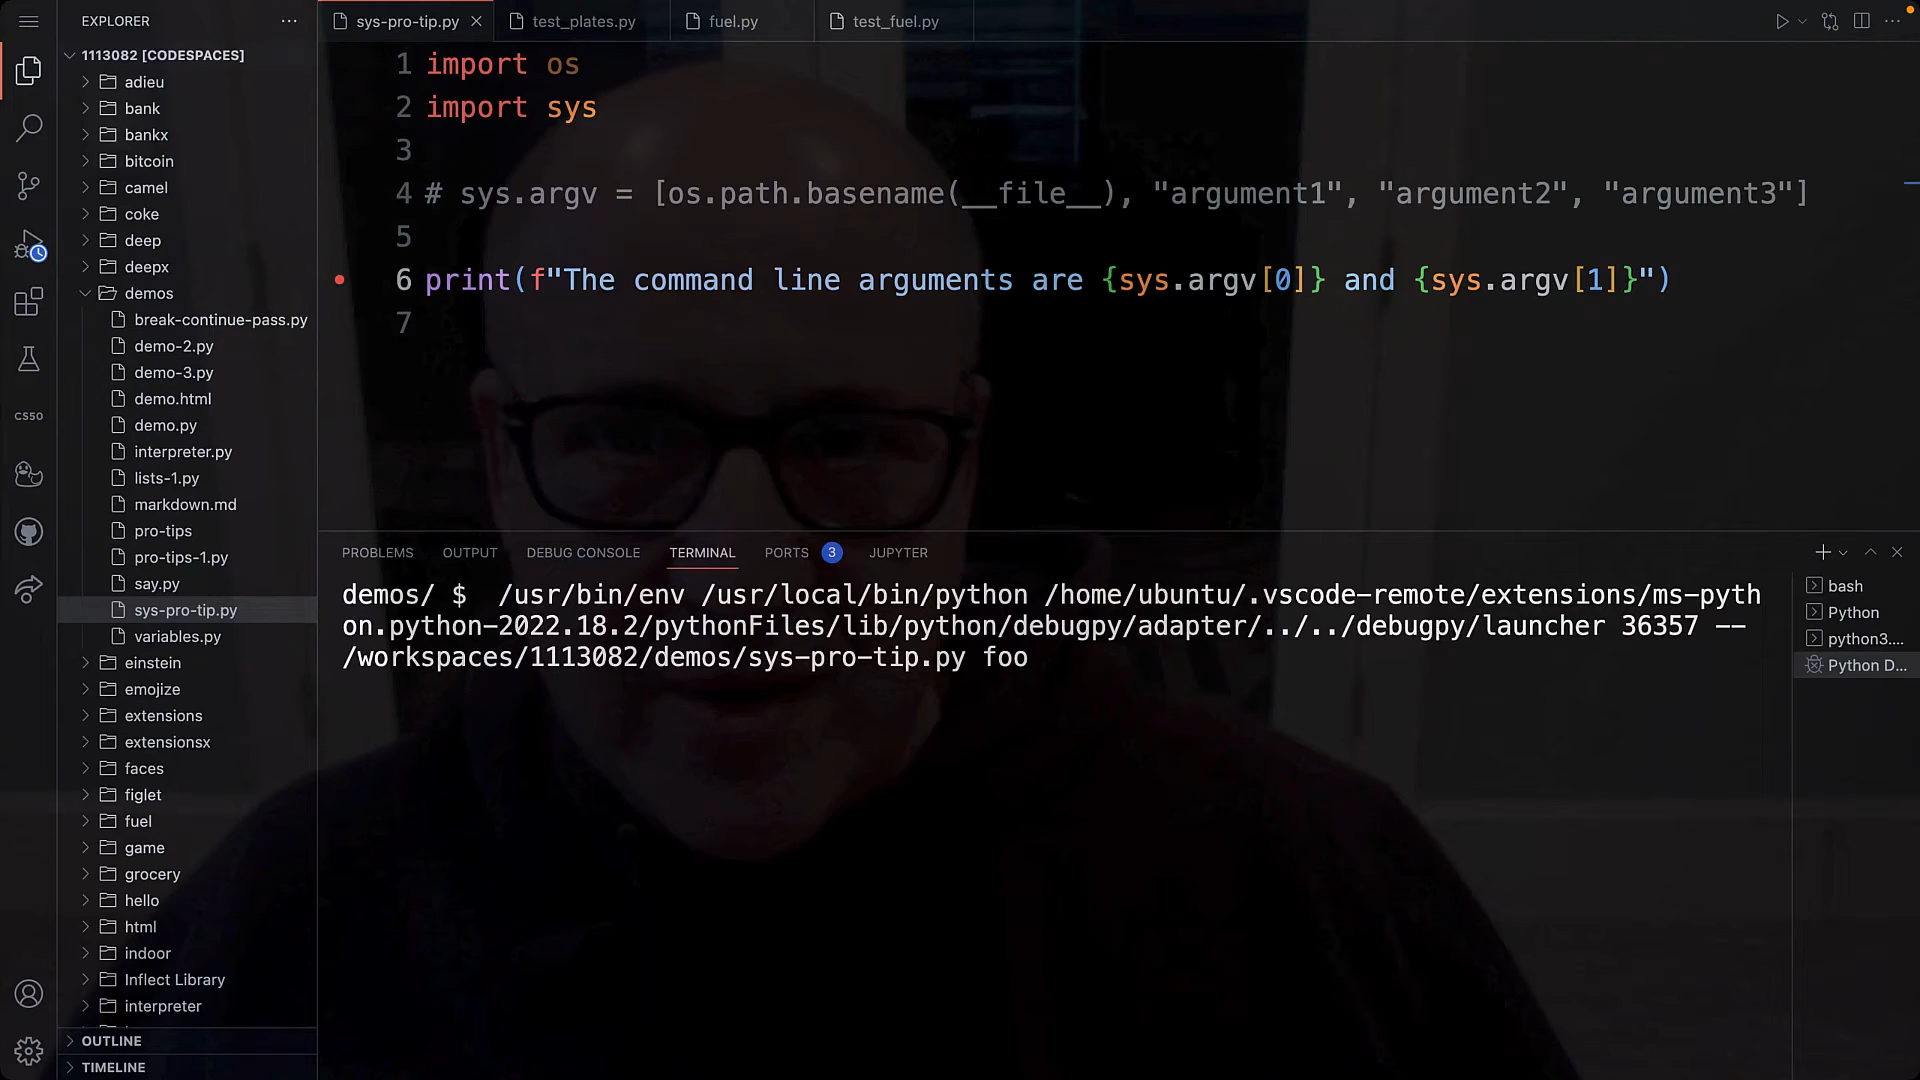 EXPLORER
1113082 [CODESPACES]
adieu
bank
bankx
bitcoin
camel
coke
deep
deepx
demos
break-continue-pass.py
demo-2.py
demo-3.py
demo.html
demo.py
interpreter.py
lists-1.py
markdown.md
pro-tips
pro-tips-1.py
say.py
sys-pro-tip.py
variables.py
einstein
emojize
extensions
extensionsx
faces
figlet
fuel
game
grocery
hello
html
indoor
Inflect Library
interpreter
OUTLINE
TIMELINE
CS50
sys-pro-tip.py test_plates.py fuel.py test_fuel.py
1 import os
2 import sys
3
4 # sys.argv = [os.path.basename(__file__), "argument1", "argument2", "argument3"]
5
6 print(f"The command line arguments are {sys.argv[0]} and {sys.argv[1]}")
7
PROBLEMS OUTPUT DEBUG CONSOLE TERMINAL PORTS 3 JUPYTER
demos/ $  /usr/bin/env /usr/local/bin/python /home/ubuntu/.vscode-remote/extensions/ms-pyth
on.python-2022.18.2/pythonFiles/lib/python/debugpy/adapter/../../debugpy/launcher 36357 --
/workspaces/1113082/demos/sys-pro-tip.py foo
bash
Python
python3....
Python D...